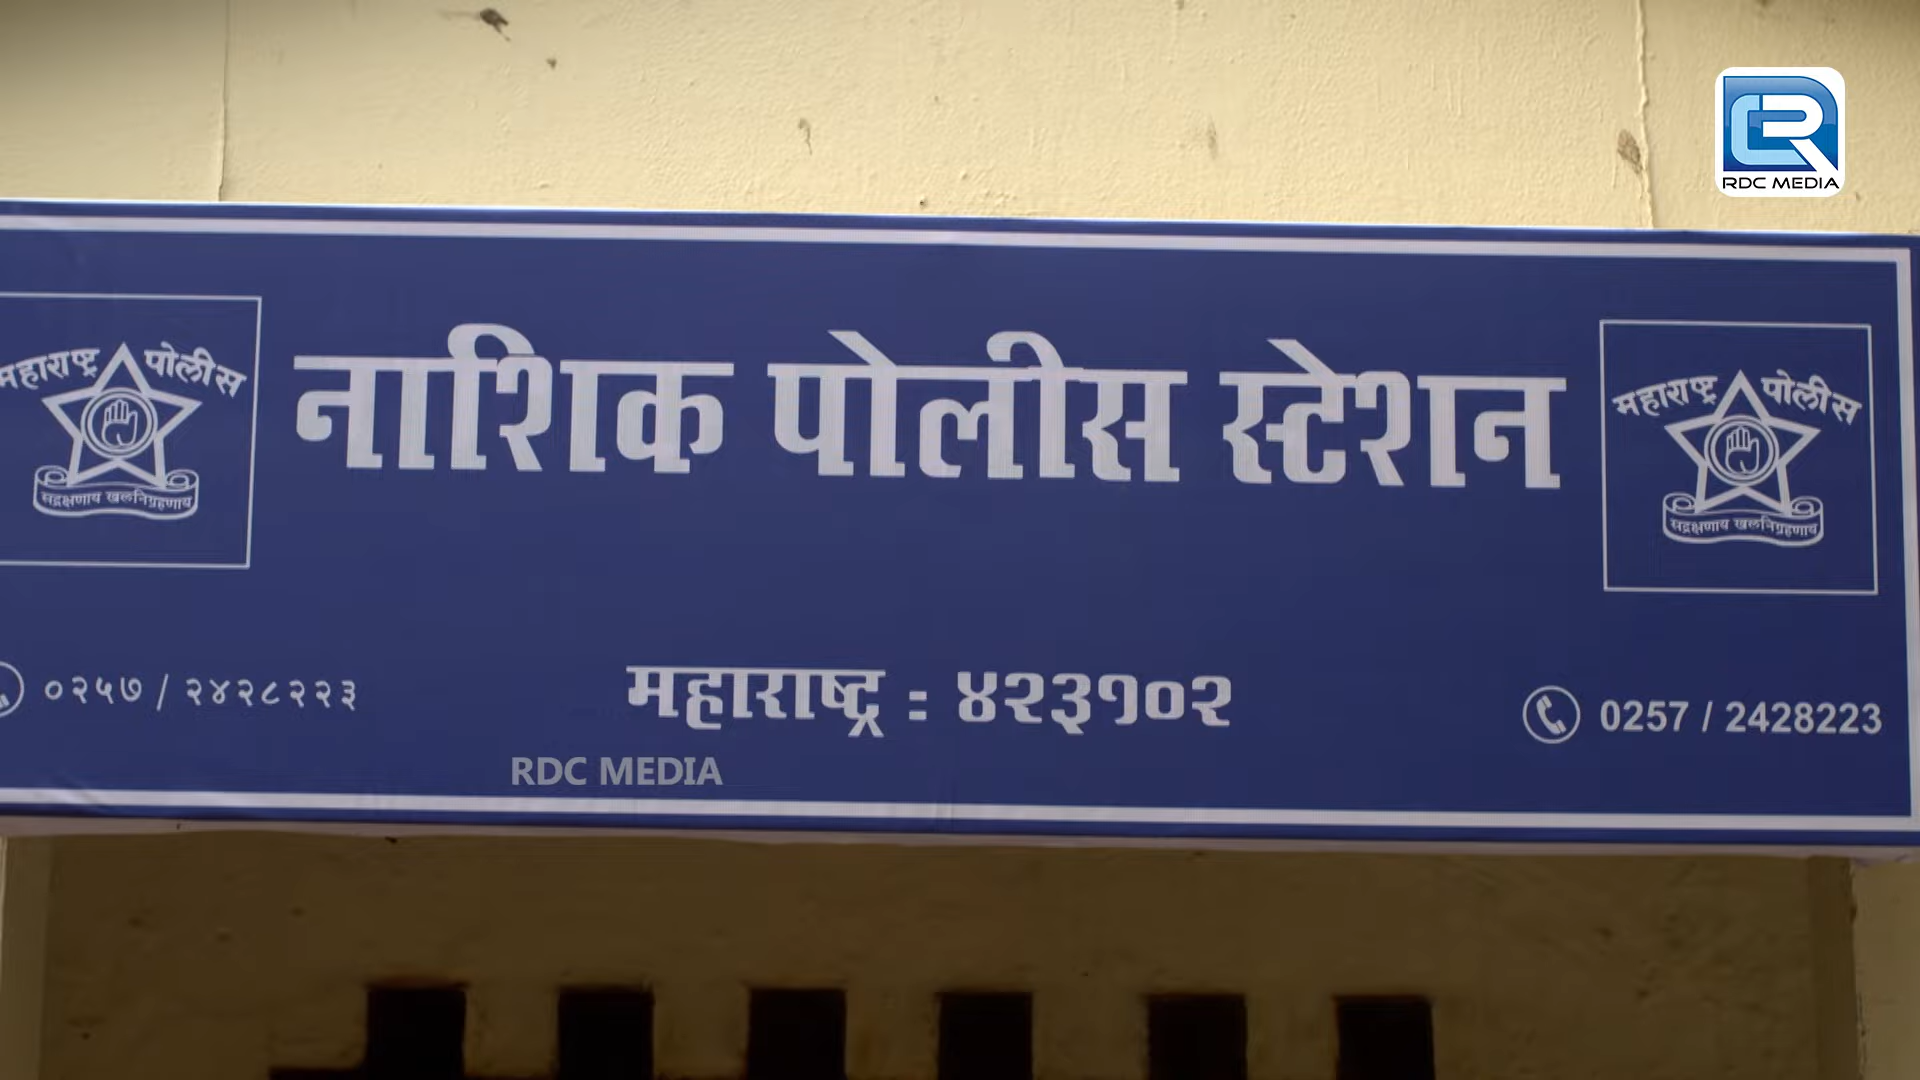 RDC MEDIA
नाशिक पोलीस स्टेशन
महाराष्ट्र पोलीस
सद्रक्षणाय खलनिग्रहणाय
महाराष्ट्र पोलीस
सद्रक्षणाय खलनिग्रहणाय
०२५७ / २४२८२२३
महाराष्ट्र : ४२३१०२
0257 / 2428223
RDC MEDIA